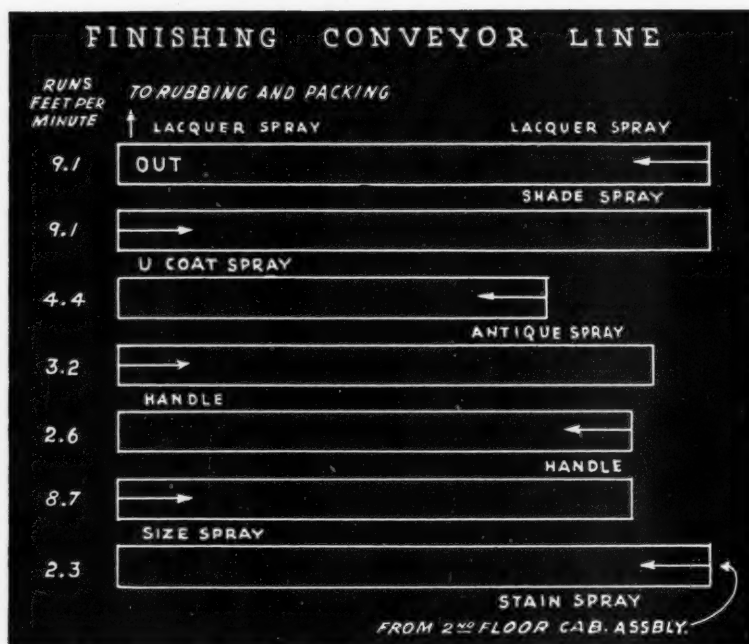 FINISHING CONVEYOR LINE
RUNS
FEET PER
MINUTE
TO RUBBING AND PACKING
LACQUER SPRAY LACQUER SPRAY
9.1 OUT
SHADE SPRAY
9.1
U COAT SPRAY
4.4
ANTIQUE SPRAY
3.2
HANDLE
2.6
HANDLE
8.7
SIZE SPRAY
2.3
STAIN SPRAY
FROM 2ND FLOOR CAB. ASSBLY.